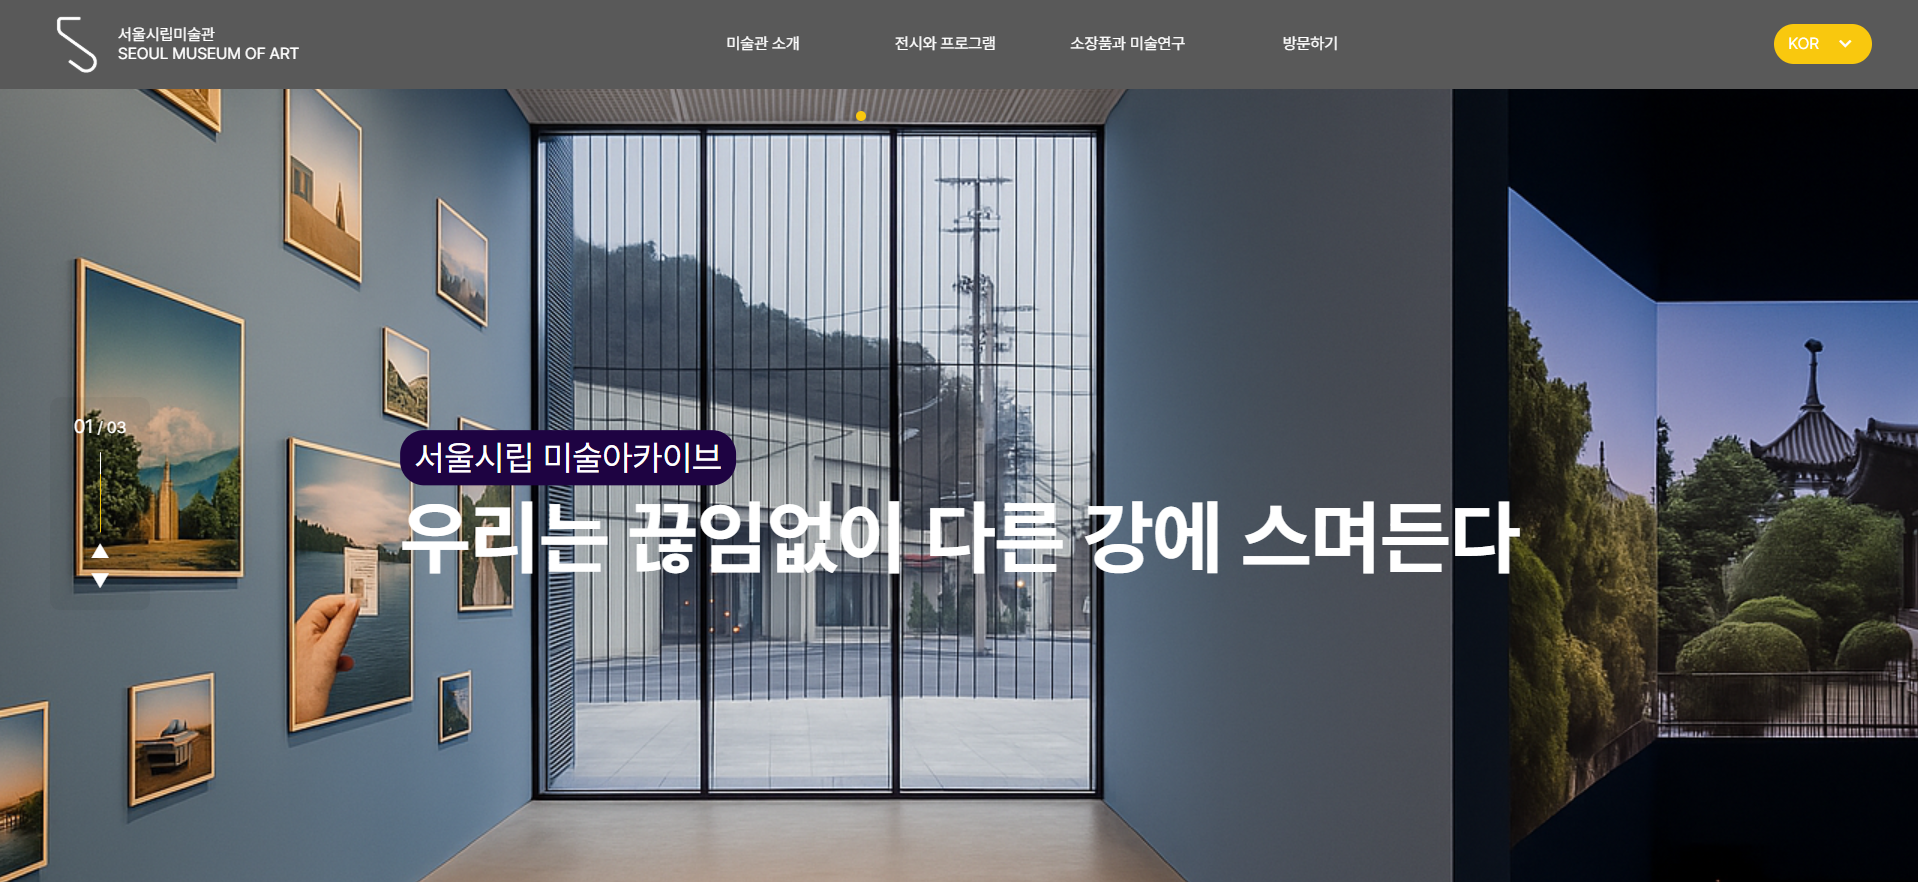 서울시립미술관
SEOUL MUSEUM OF ART
미술관 소개
전시와 프로그램
소장품과 미술연구
방문하기
KOR
01 / 03
서울시립 미술아카이브
우리는 끊임없이 다른 강에 스며든다